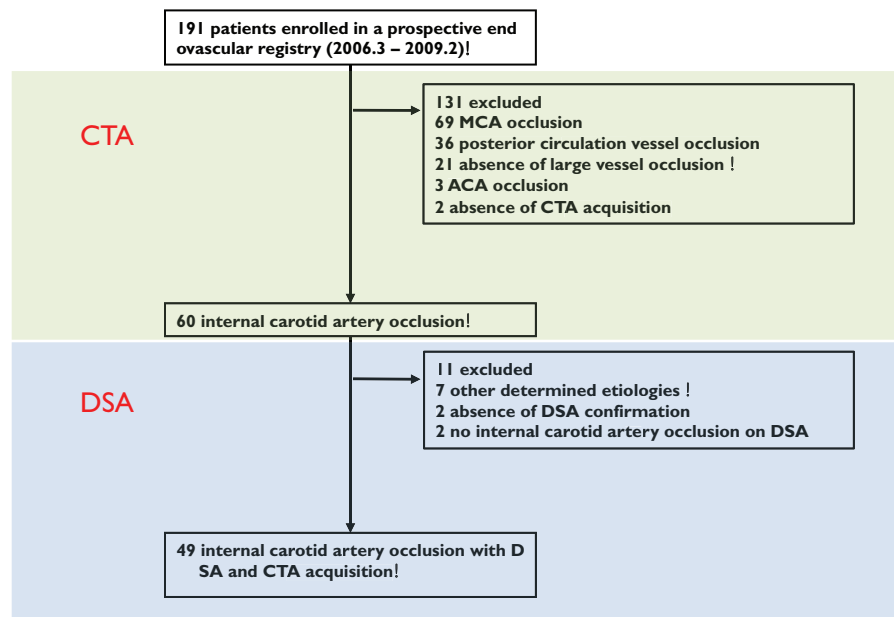 191 patients enrolled in a prospective end
ovascular registry (2006.3 – 2009.2)!
CTA
131 excluded
69 MCA occlusion
36 posterior circulation vessel occlusion
21 absence of large vessel occlusion !
3 ACA occlusion
2 absence of CTA acquisition
60 internal carotid artery occlusion!
DSA
11 excluded
7 other determined etiologies !
2 absence of DSA confirmation
2 no internal carotid artery occlusion on DSA
49 internal carotid artery occlusion with D
SA and CTA acquisition!